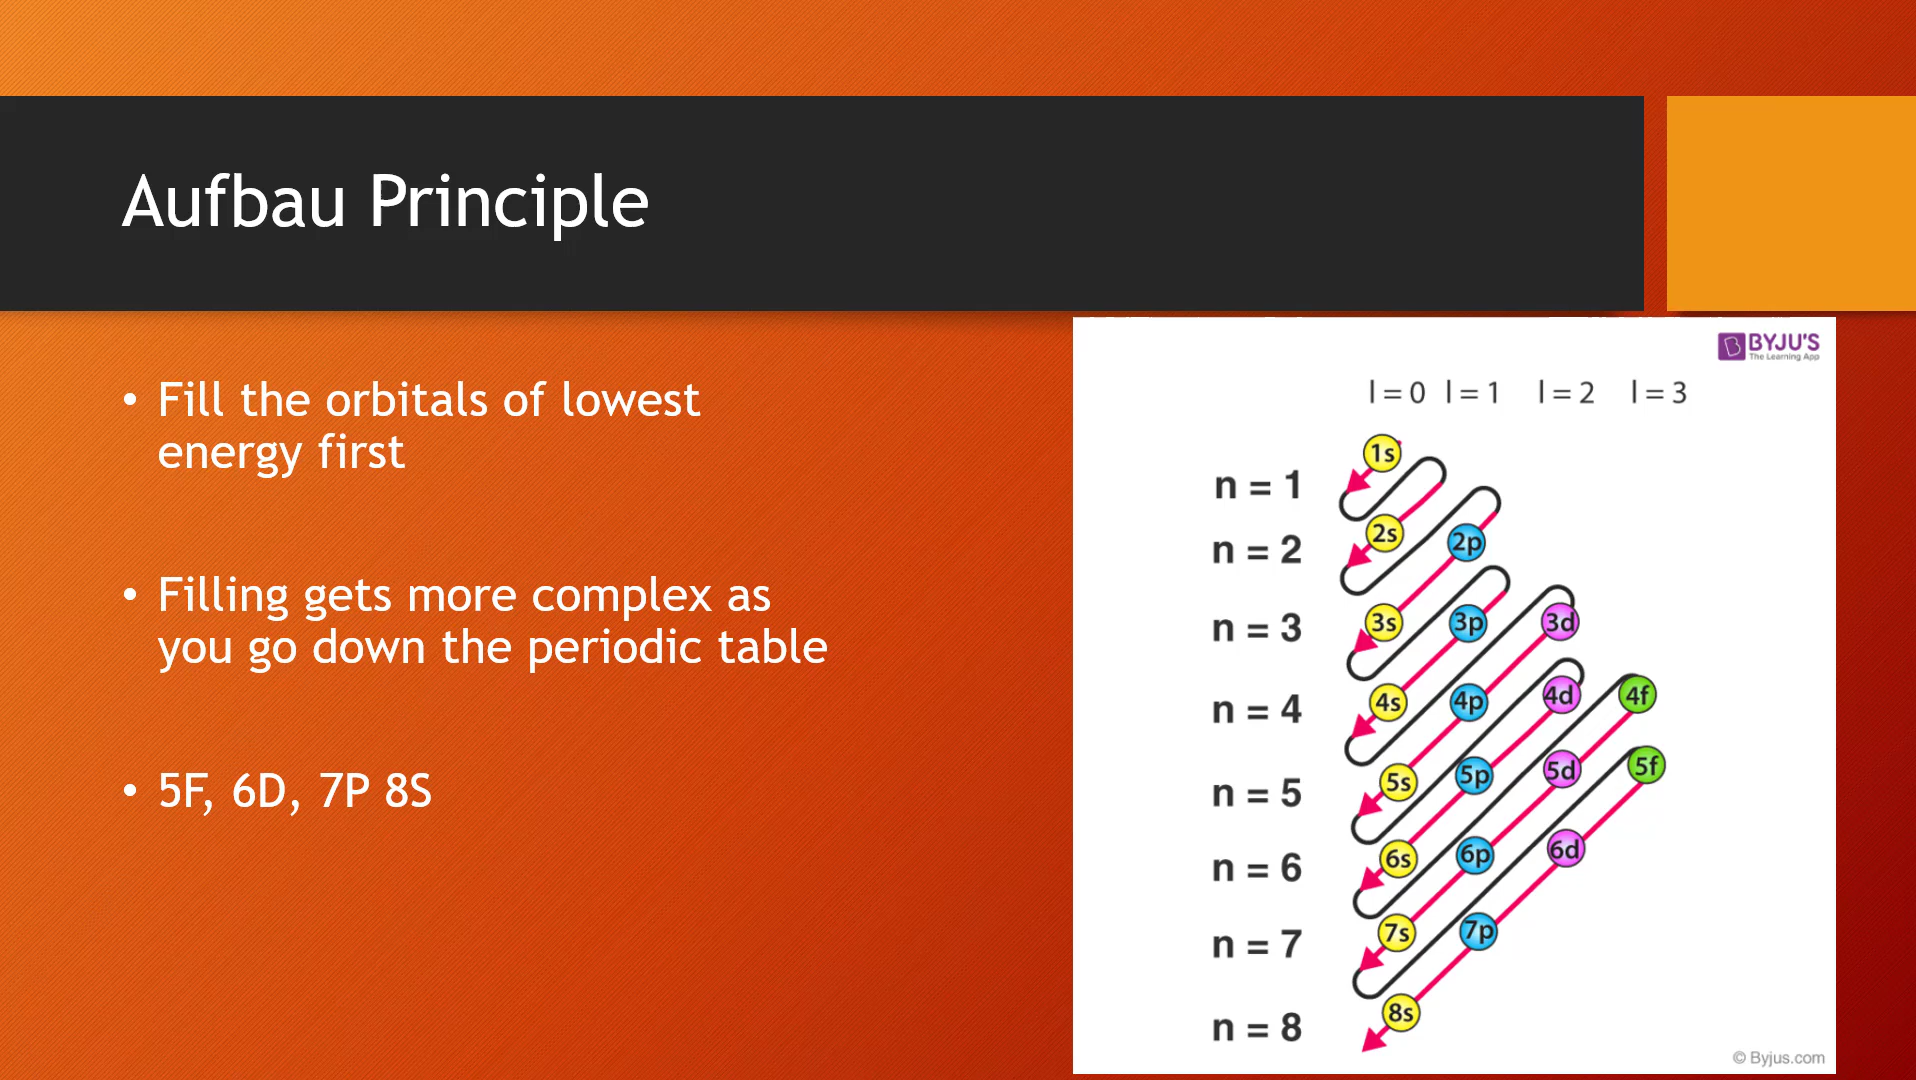 Aufbau Principle
• Fill the orbitals of lowest
energy first
• Filling gets more complex as
you go down the periodic table
• 5F, 6D, 7P 8S
BYJU'S
The Learning App
l = 0 l = 1 l = 2 l = 3
1s
n = 1
2s 2p
n = 2
3s 3p 3d
n = 3
4s 4p 4d 4f
n = 4
5s 5p 5d 5f
n = 5
6s 6p 6d
n = 6
7s 7p
n = 7
8s
n = 8
© Byjus.com